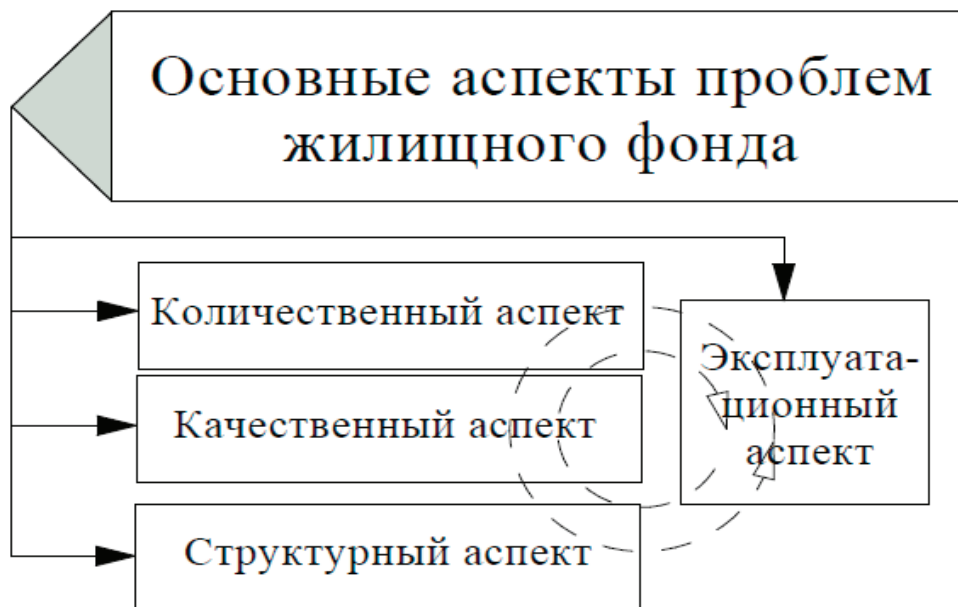 Основные аспекты проблем
жилищного фонда
Количественный аспект
Качественный аспект
Структурный аспект
Эксплуата-
ционный
аспект